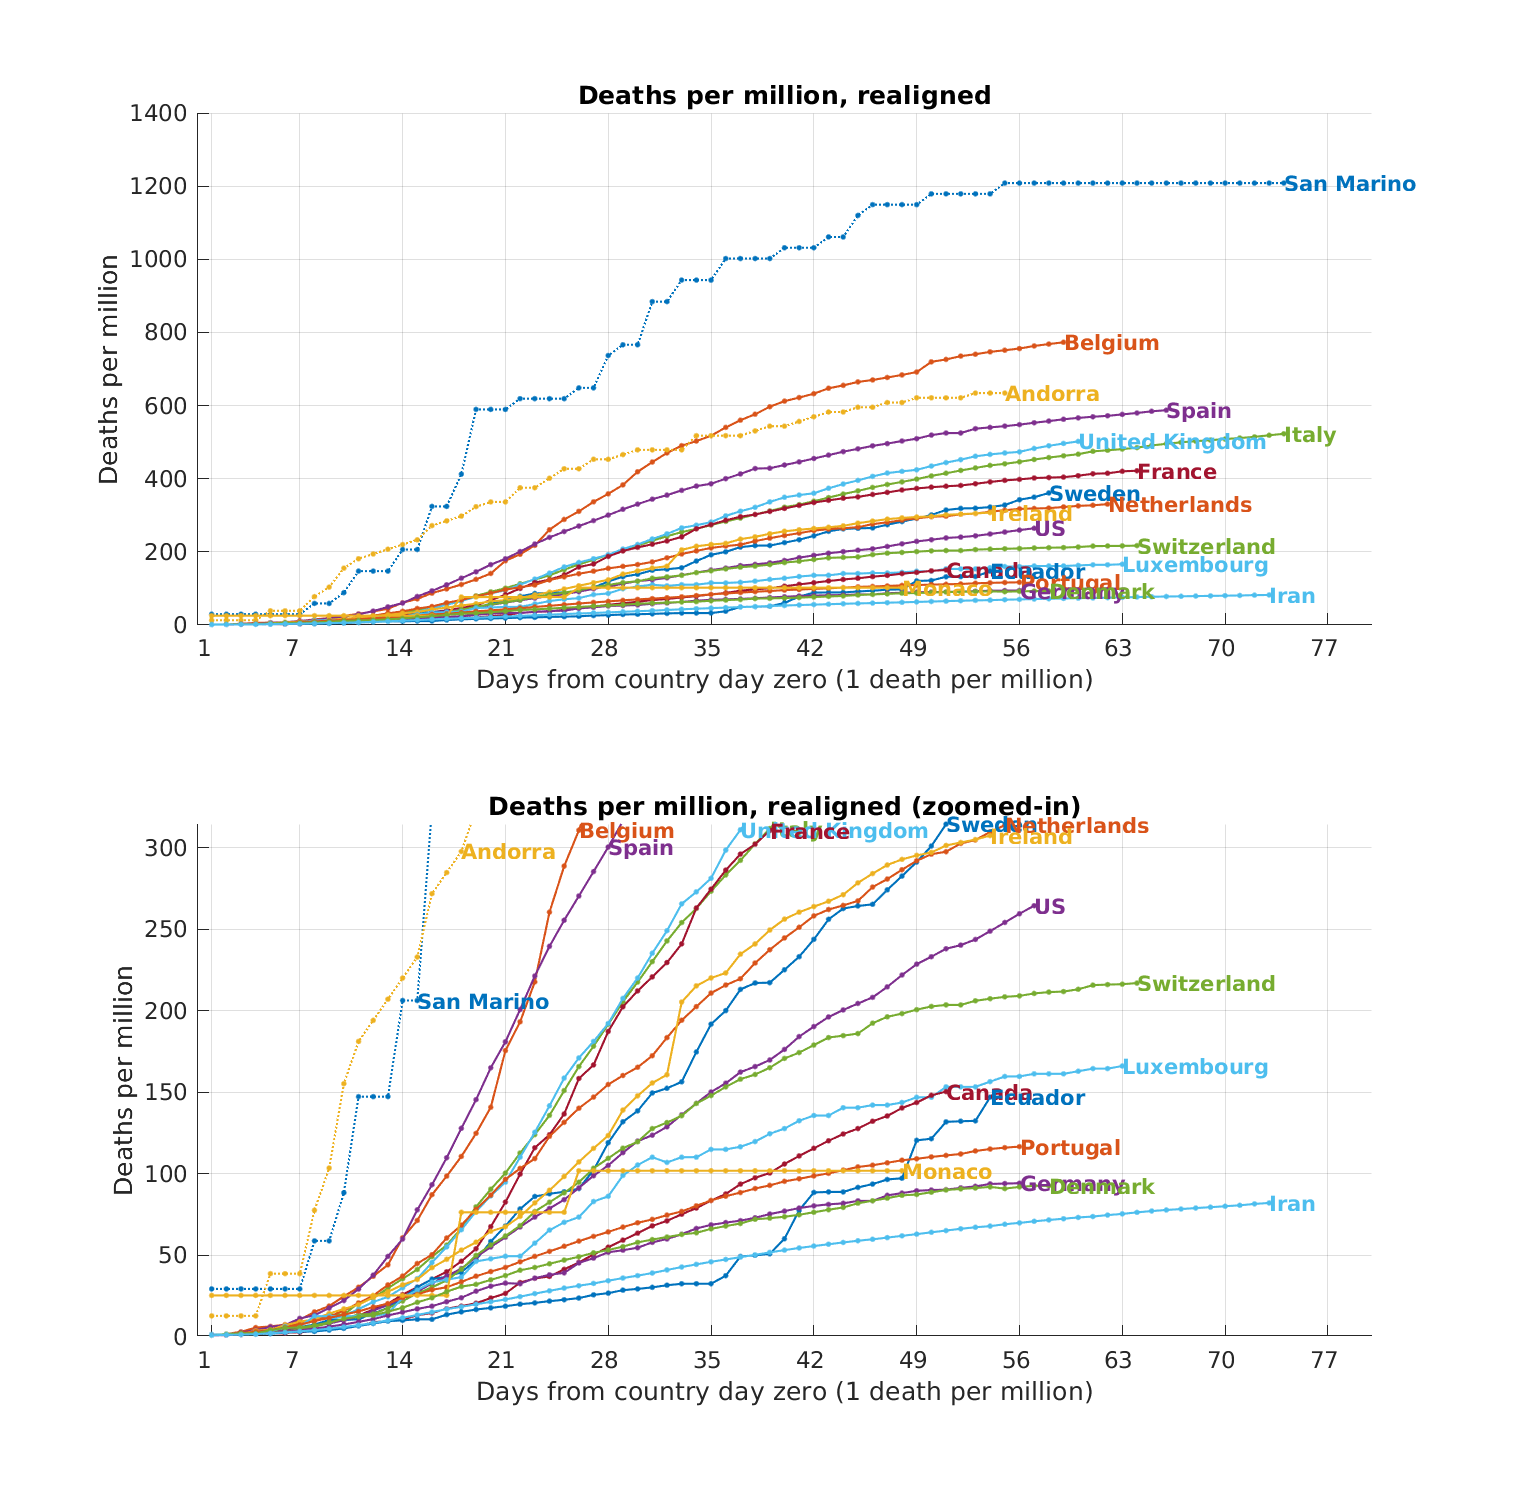 Deaths per million, realigned
1400
1200
1000
800
600
400
200
0
Deaths per million
San Marino
Belgium
Andorra
Spain
Italy
United Kingdom
France
Sweden
Netherlands
Ireland
US
Switzerland
Luxembourg
Canada
Ecuador
Portugal
Monaco
Germany
Denmark
Iran
1 7 14 21 28 35 42 49 56 63 70 77
Days from country day zero (1 death per million)
Deaths per million, realigned (zoomed-in)
300
250
200
150
100
50
0
Deaths per million
Belgium
United Kingdom
Italy
France
Sweden
Netherlands
Ireland
Andorra
Spain
US
San Marino
Switzerland
Luxembourg
Canada
Ecuador
Portugal
Monaco
Germany
Denmark
Iran
1 7 14 21 28 35 42 49 56 63 70 77
Days from country day zero (1 death per million)